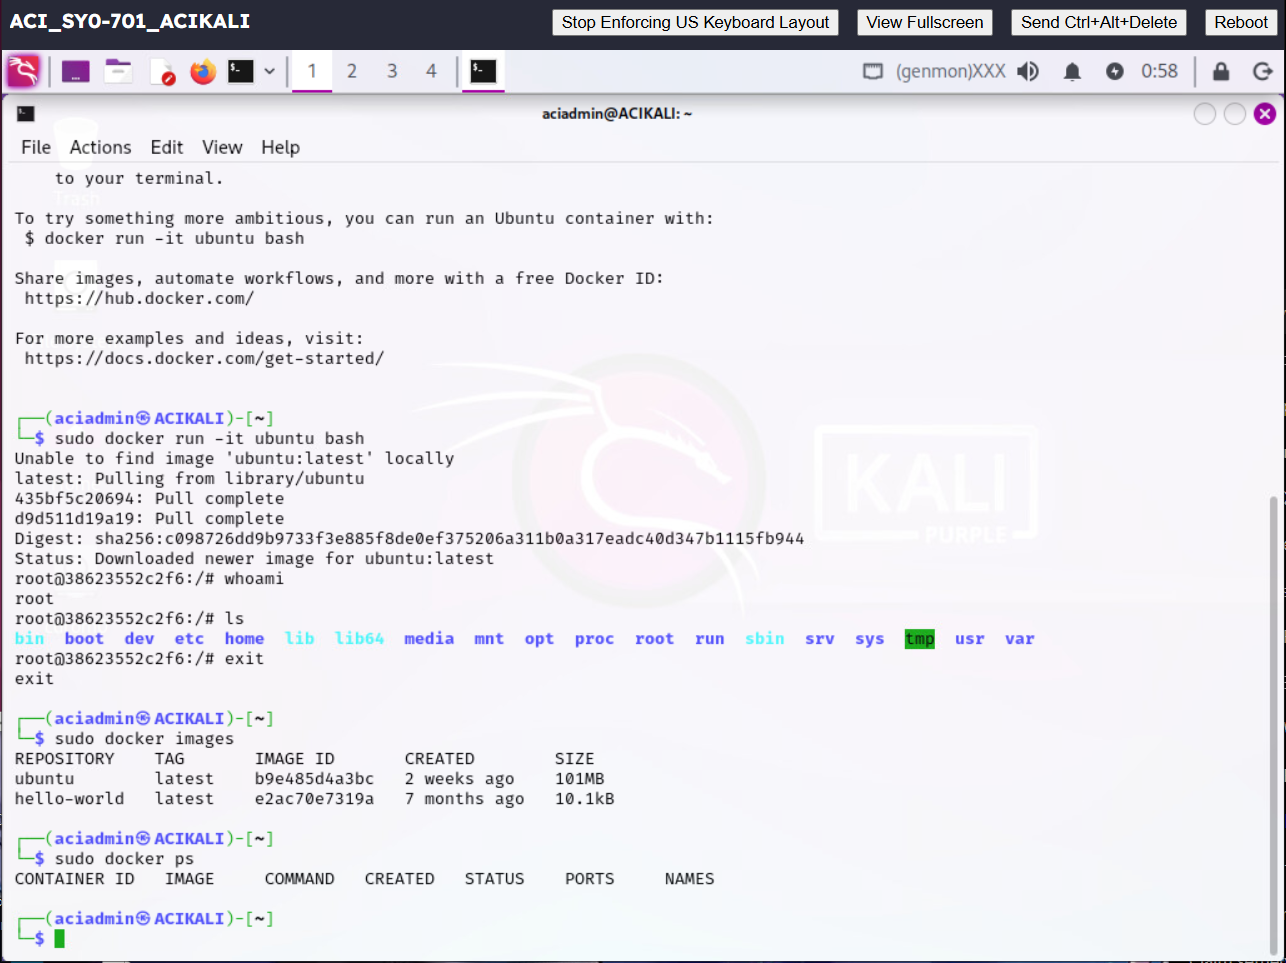 ACI_SY0-701_ACIKALI
Stop Enforcing US Keyboard Layout
View Fullscreen
Send Ctrl+Alt+Delete
Reboot
1 2 3 4
(genmon)XXX
0:58
aciadmin@ACIKALI: ~
File Actions Edit View Help
to your terminal.
Trash
To try something more ambitious, you can run an Ubuntu container with:
$ docker run -it ubuntu bash
Share images, automate workflows, and more with a free Docker ID:
https://hub.docker.com/
For more examples and ideas, visit:
https://docs.docker.com/get-started/
┌──(aciadmin㉿ACIKALI)-[~]
└─$ sudo docker run -it ubuntu bash
Unable to find image 'ubuntu:latest' locally
latest: Pulling from library/ubuntu
435bf5c20694: Pull complete
d9d511d19a19: Pull complete
Digest: sha256:c098726dd9b9733f3e885f8de0ef375206a311b0a317eadc40d347b1115fb944
Status: Downloaded newer image for ubuntu:latest
root@38623552c2f6:/# whoami
root
root@38623552c2f6:/# ls
bin boot dev etc home lib lib64 media mnt opt proc root run sbin srv sys tmp usr var
root@38623552c2f6:/# exit
exit
┌──(aciadmin㉿ACIKALI)-[~]
└─$ sudo docker images
REPOSITORY TAG IMAGE ID CREATED SIZE
ubuntu latest b9e485d4a3bc 2 weeks ago 101MB
hello-world latest e2ac70e7319a 7 months ago 10.1kB
┌──(aciadmin㉿ACIKALI)-[~]
└─$ sudo docker ps
CONTAINER ID IMAGE COMMAND CREATED STATUS PORTS NAMES
┌──(aciadmin㉿ACIKALI)-[~]
└─$
KALI
PURPLE